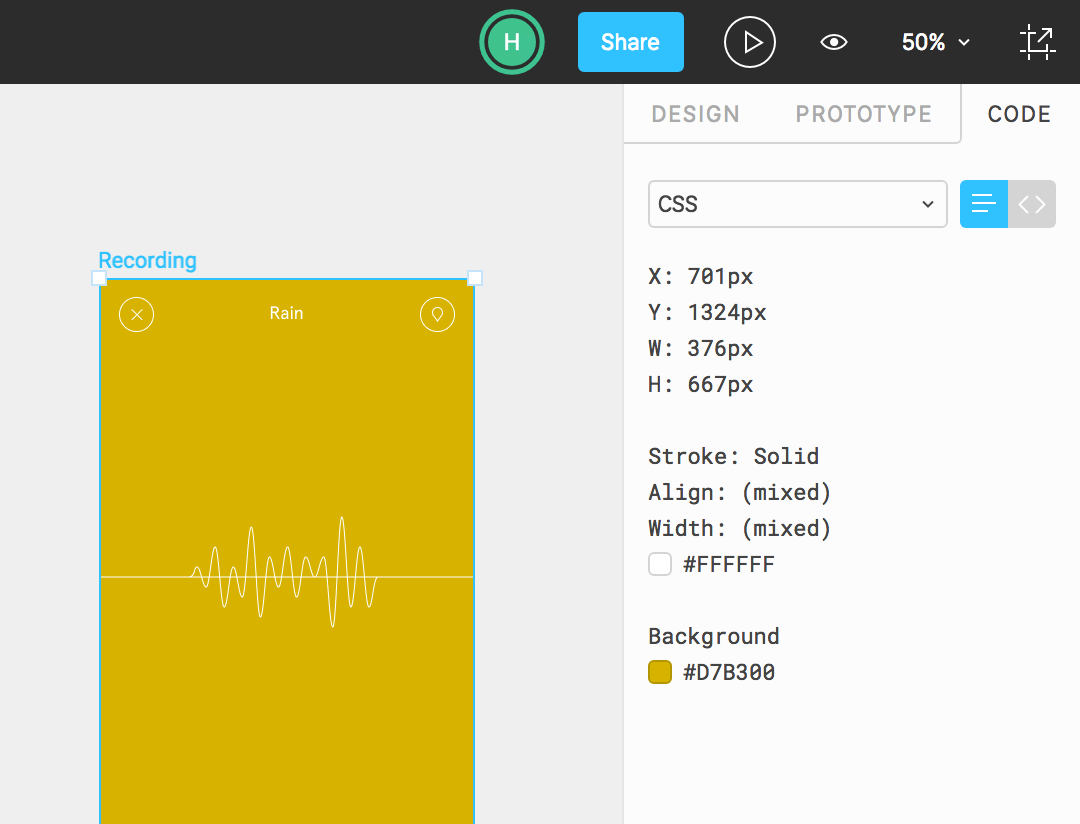 H
Share
50%
DESIGN
PROTOTYPE
CODE
CSS
Recording
Rain
X: 701px
Y: 1324px
W: 376px
H: 667px
Stroke: Solid
Align: (mixed)
Width: (mixed)
#FFFFFF
Background
#D7B300